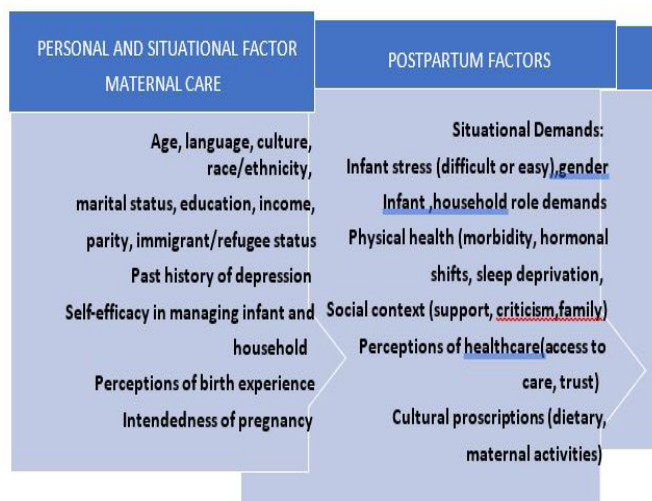 PERSONAL AND SITUATIONAL FACTOR
MATERNAL CARE
Age, language, culture,
race/ethnicity,
marital status, education, income,
parity, immigrant/refugee status
Past history of depression
Self-efficacy in managing infant and
household
Perceptions of birth experience
Intendedness of pregnancy
POSTPARTUM FACTORS
Situational Demands:
Infant stress (difficult or easy),gender
Infant ,household role demands
Physical health (morbidity, hormonal
shifts, sleep deprivation,
Social context (support, criticism,family)
Perceptions of healthcare(access to
care, trust)
Cultural proscriptions (dietary,
maternal activities)